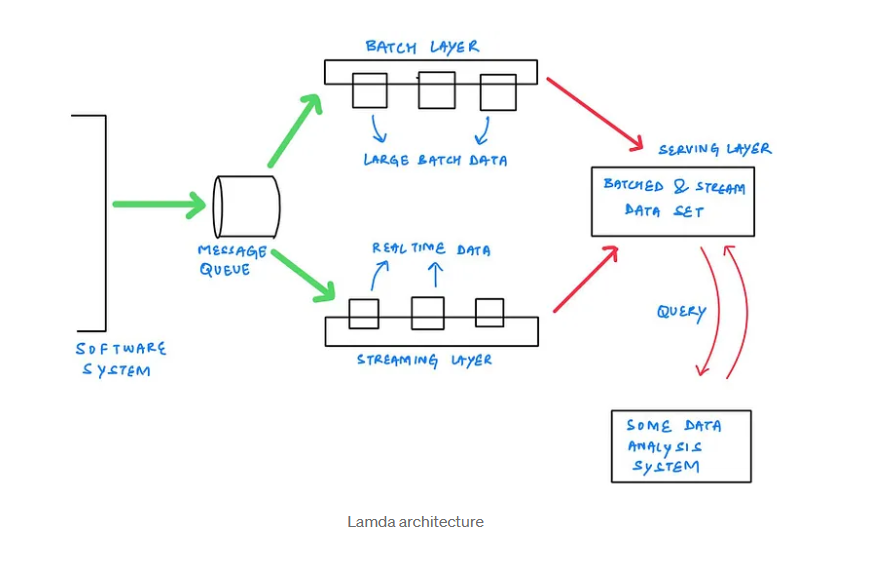 BATCH LAYER
LARGE BATCH DATA
SERVING LAYER
BATCHED & STREAM
DATA SET
MESSAGE
QUEUE
REAL TIME DATA
QUERY
SOFTWARE
SYSTEM
STREAMING LAYER
SOME DATA
ANALYSIS
SYSTEM
Lamda architecture